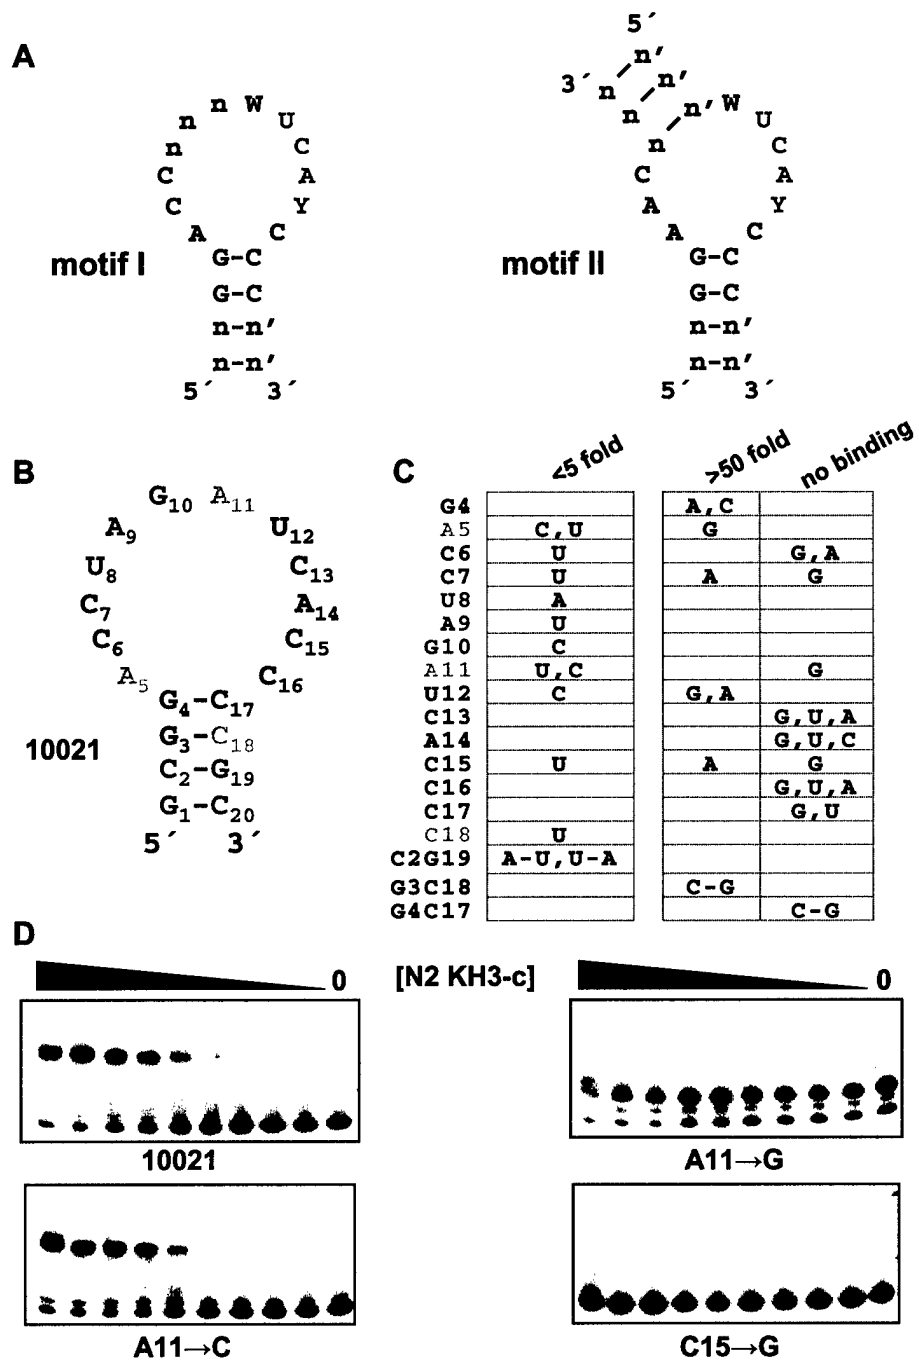 A
n n n W U C A Y C
C C A
G-C
G-C
n-n′
n-n′
5´ 3´
motif I
5´
3´
n n′
n n′
n n′ W U C A Y C
C A A
G-C
G-C
n-n′
n-n′
5´ 3´
motif II
B
G10 A11
A9 U12
U8 C13
C7 A14
C6 C15
A5 C16
G4-C17
G3-C18
C2-G19
G1-C20
5´ 3´
10021
C
<5 fold >50 fold no binding
G4 A,C
A5 C,U G
C6 U G,A
C7 U A G
U8 A
A9 U
G10 C
A11 U,C G
U12 C G,A
C13 G,U,A
A14 G,U,C
C15 U A G
C16 G,U,A
C17 G,U
C18 U
C2G19 A-U,U-A
G3C18 C-G
G4C17 C-G
D
0 [N2 KH3-c] 0
10021 A11→G
A11→C C15→G